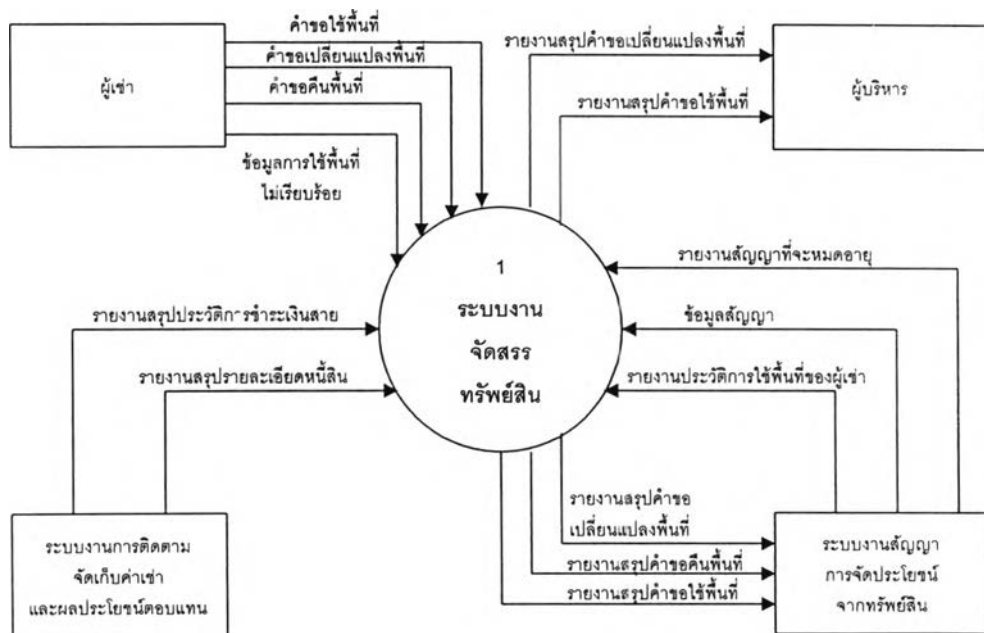 คำขอใช้พื้นที่
คำขอเปลี่ยนแปลงพื้นที่
คำขอคืนพื้นที่
ข้อมูลการใช้พื้นที่
ไม่เรียบร้อย
ผู้เช่า
รายงานสรุปคำขอเปลี่ยนแปลงพื้นที่
รายงานสรุปคำขอใช้พื้นที่
ผู้บริหาร
1
ระบบงาน
จัดสรร
ทรัพย์สิน
รายงานสัญญาที่จะหมดอายุ
ข้อมูลสัญญา
รายงานประวัติการใช้พื้นที่ของผู้เช่า
รายงานสรุปประวัติการชำระเงินสาย
รายงานสรุปรายละเอียดหนี้สิน
รายงานสรุปคำขอ
เปลี่ยนแปลงพื้นที่
รายงานสรุปคำขอคืนพื้นที่
รายงานสรุปคำขอใช้พื้นที่
ระบบงานการติดตาม
จัดเก็บค่าเช่า
และผลประโยชน์ตอบแทน
ระบบงานสัญญา
การจัดประโยชน์
จากทรัพย์สิน